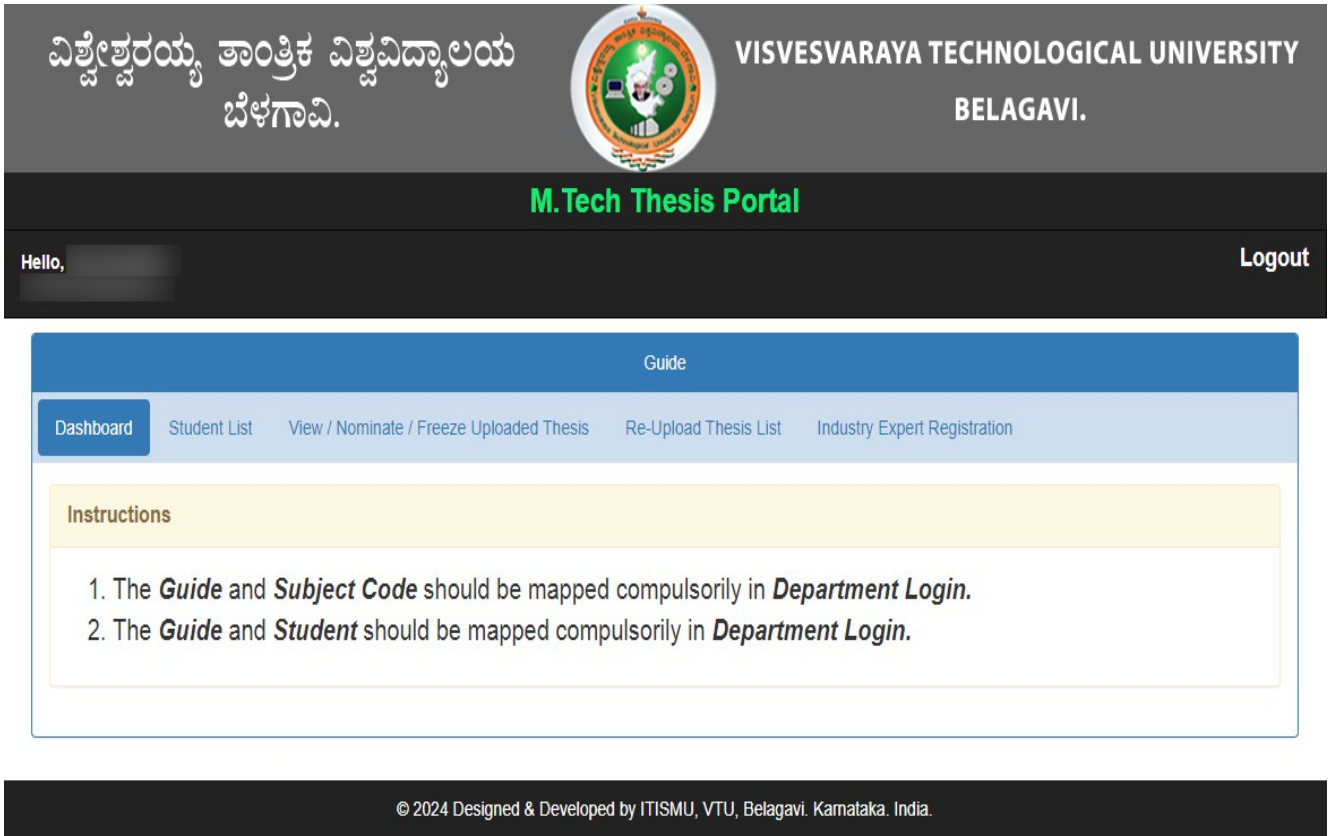 ವಿಶ್ವೇಶ್ವರಯ್ಯ ತಾಂತ್ರಿಕ ವಿಶ್ವವಿದ್ಯಾಲಯ
ಬೆಳಗಾವಿ.
VISVESVARAYA TECHNOLOGICAL UNIVERSITY
BELAGAVI.
M.Tech Thesis Portal
Hello,
Logout
Guide
Dashboard Student List View / Nominate / Freeze Uploaded Thesis Re-Upload Thesis List Industry Expert Registration
Instructions
1. The Guide and Subject Code should be mapped compulsorily in Department Login.
2. The Guide and Student should be mapped compulsorily in Department Login.
© 2024 Designed & Developed by ITISMU, VTU, Belagavi. Karnataka. India.